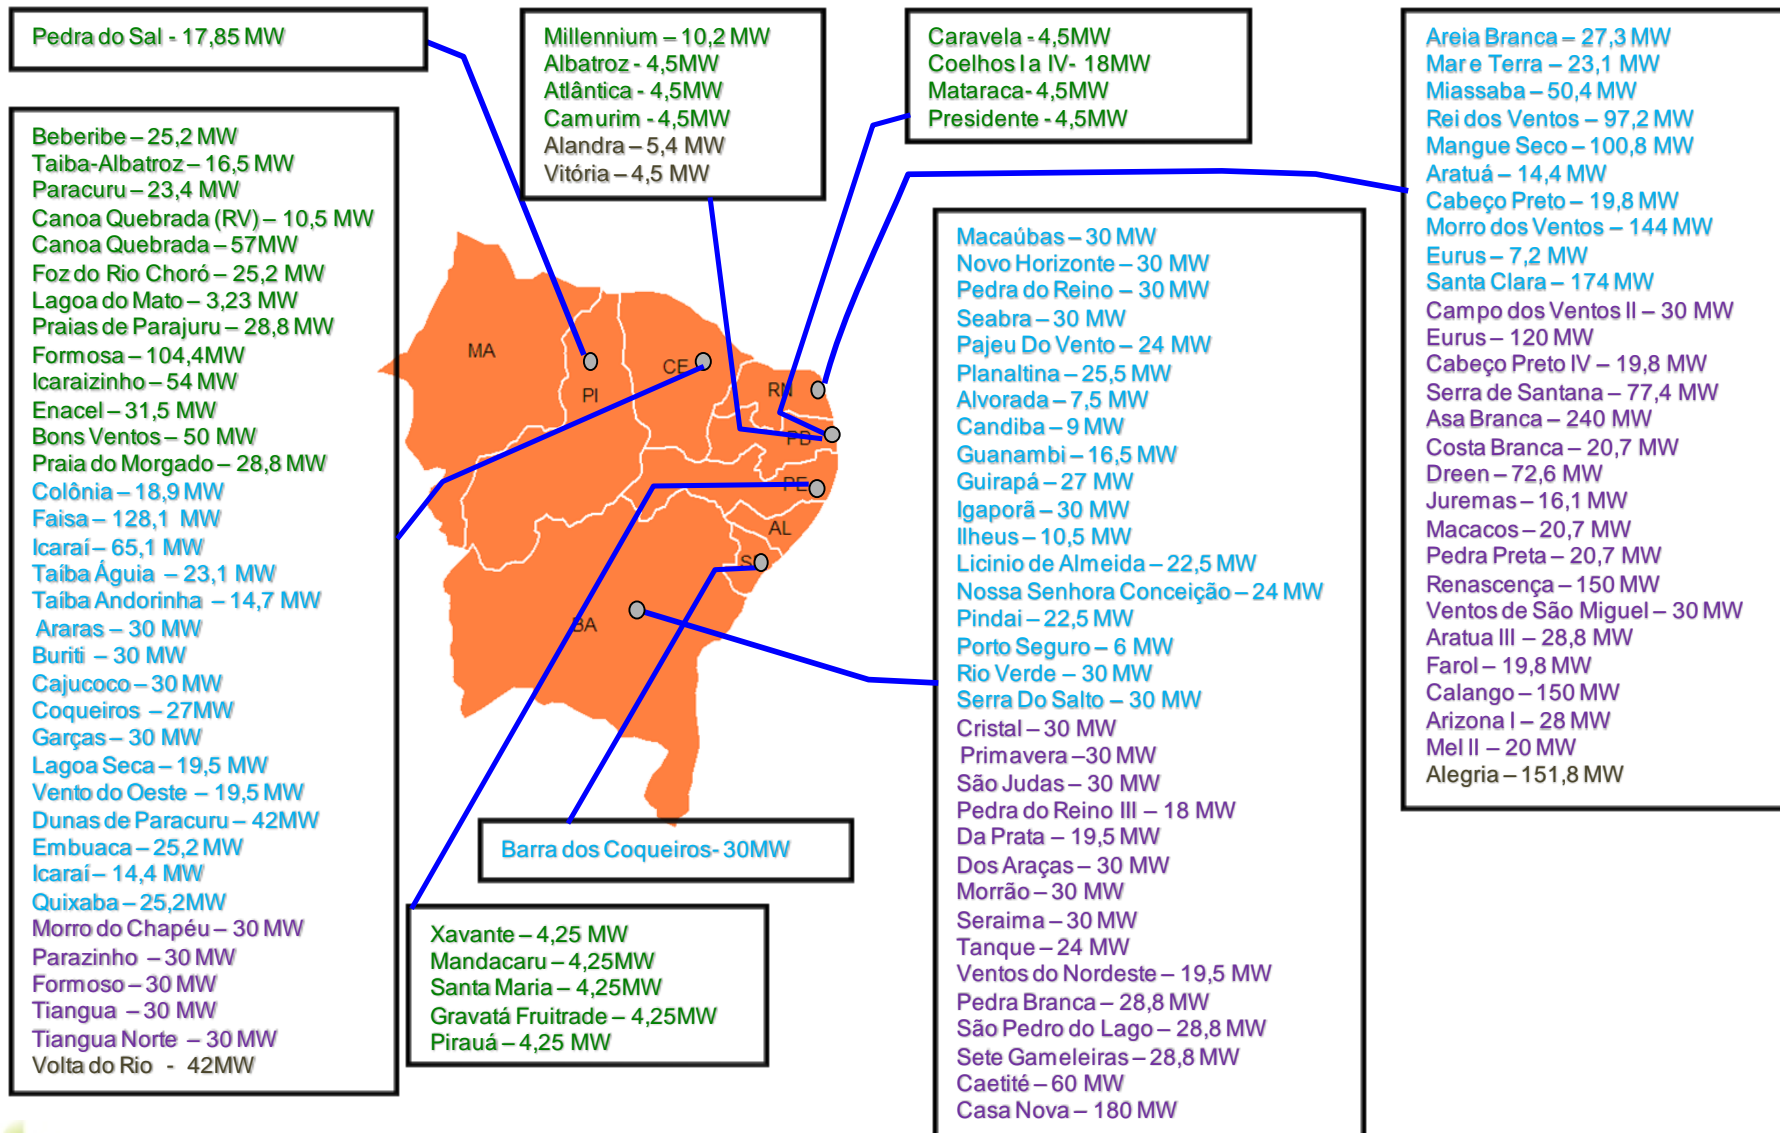 Pedra do Sal - 17,85 MW
Millennium – 10,2 MW
Albatroz - 4,5MW
Atlântica - 4,5MW
Camurim - 4,5MW
Alandra – 5,4 MW
Vitória – 4,5 MW
Caravela - 4,5MW
Coelhos I a IV- 18MW
Mataraca- 4,5MW
Presidente - 4,5MW
Areia Branca – 27,3 MW
Mar e Terra – 23,1 MW
Miassaba – 50,4 MW
Rei dos Ventos – 97,2 MW
Mangue Seco – 100,8 MW
Aratuá – 14,4 MW
Cabeço Preto – 19,8 MW
Morro dos Ventos – 144 MW
Eurus – 7,2 MW
Santa Clara – 174 MW
Campo dos Ventos II – 30 MW
Eurus – 120 MW
Cabeço Preto IV – 19,8 MW
Serra de Santana – 77,4 MW
Asa Branca – 240 MW
Costa Branca – 20,7 MW
Dreen – 72,6 MW
Juremas – 16,1 MW
Macacos – 20,7 MW
Pedra Preta – 20,7 MW
Renascença – 150 MW
Ventos de São Miguel – 30 MW
Aratua III – 28,8 MW
Farol – 19,8 MW
Calango – 150 MW
Arizona I – 28 MW
Mel II – 20 MW
Alegria – 151,8 MW
Beberibe – 25,2 MW
Taiba-Albatroz – 16,5 MW
Paracuru – 23,4 MW
Canoa Quebrada (RV) – 10,5 MW
Canoa Quebrada – 57MW
Foz do Rio Choró – 25,2 MW
Lagoa do Mato – 3,23 MW
Praias de Parajuru – 28,8 MW
Formosa – 104,4MW
Icaraizinho – 54 MW
Enacel – 31,5 MW
Bons Ventos – 50 MW
Praia do Morgado – 28,8 MW
Colônia – 18,9 MW
Faisa – 128,1 MW
Icaraí – 65,1 MW
Taíba Águia – 23,1 MW
Taíba Andorinha – 14,7 MW
Araras – 30 MW
Buriti – 30 MW
Cajucoco – 30 MW
Coqueiros – 27MW
Garças – 30 MW
Lagoa Seca – 19,5 MW
Vento do Oeste – 19,5 MW
Dunas de Paracuru – 42MW
Embuaca – 25,2 MW
Icaraí – 14,4 MW
Quixaba – 25,2MW
Morro do Chapéu – 30 MW
Parazinho – 30 MW
Formoso – 30 MW
Tiangua – 30 MW
Tiangua Norte – 30 MW
Volta do Rio - 42MW
MA
PI
CE
RN
PB
PE
AL
SE
BA
Macaúbas – 30 MW
Novo Horizonte – 30 MW
Pedra do Reino – 30 MW
Seabra – 30 MW
Pajeu Do Vento – 24 MW
Planaltina – 25,5 MW
Alvorada – 7,5 MW
Candiba – 9 MW
Guanambi – 16,5 MW
Guirapá – 27 MW
Igaporã – 30 MW
Ilheus – 10,5 MW
Licinio de Almeida – 22,5 MW
Nossa Senhora Conceição – 24 MW
Pindai – 22,5 MW
Porto Seguro – 6 MW
Rio Verde – 30 MW
Serra Do Salto – 30 MW
Cristal – 30 MW
Primavera –30 MW
São Judas – 30 MW
Pedra do Reino III – 18 MW
Da Prata – 19,5 MW
Dos Araças – 30 MW
Morrão – 30 MW
Seraima – 30 MW
Tanque – 24 MW
Ventos do Nordeste – 19,5 MW
Pedra Branca – 28,8 MW
São Pedro do Lago – 28,8 MW
Sete Gameleiras – 28,8 MW
Caetité – 60 MW
Casa Nova – 180 MW
Barra dos Coqueiros- 30MW
Xavante – 4,25 MW
Mandacaru – 4,25MW
Santa Maria – 4,25MW
Gravatá Fruitrade – 4,25MW
Pirauá – 4,25 MW